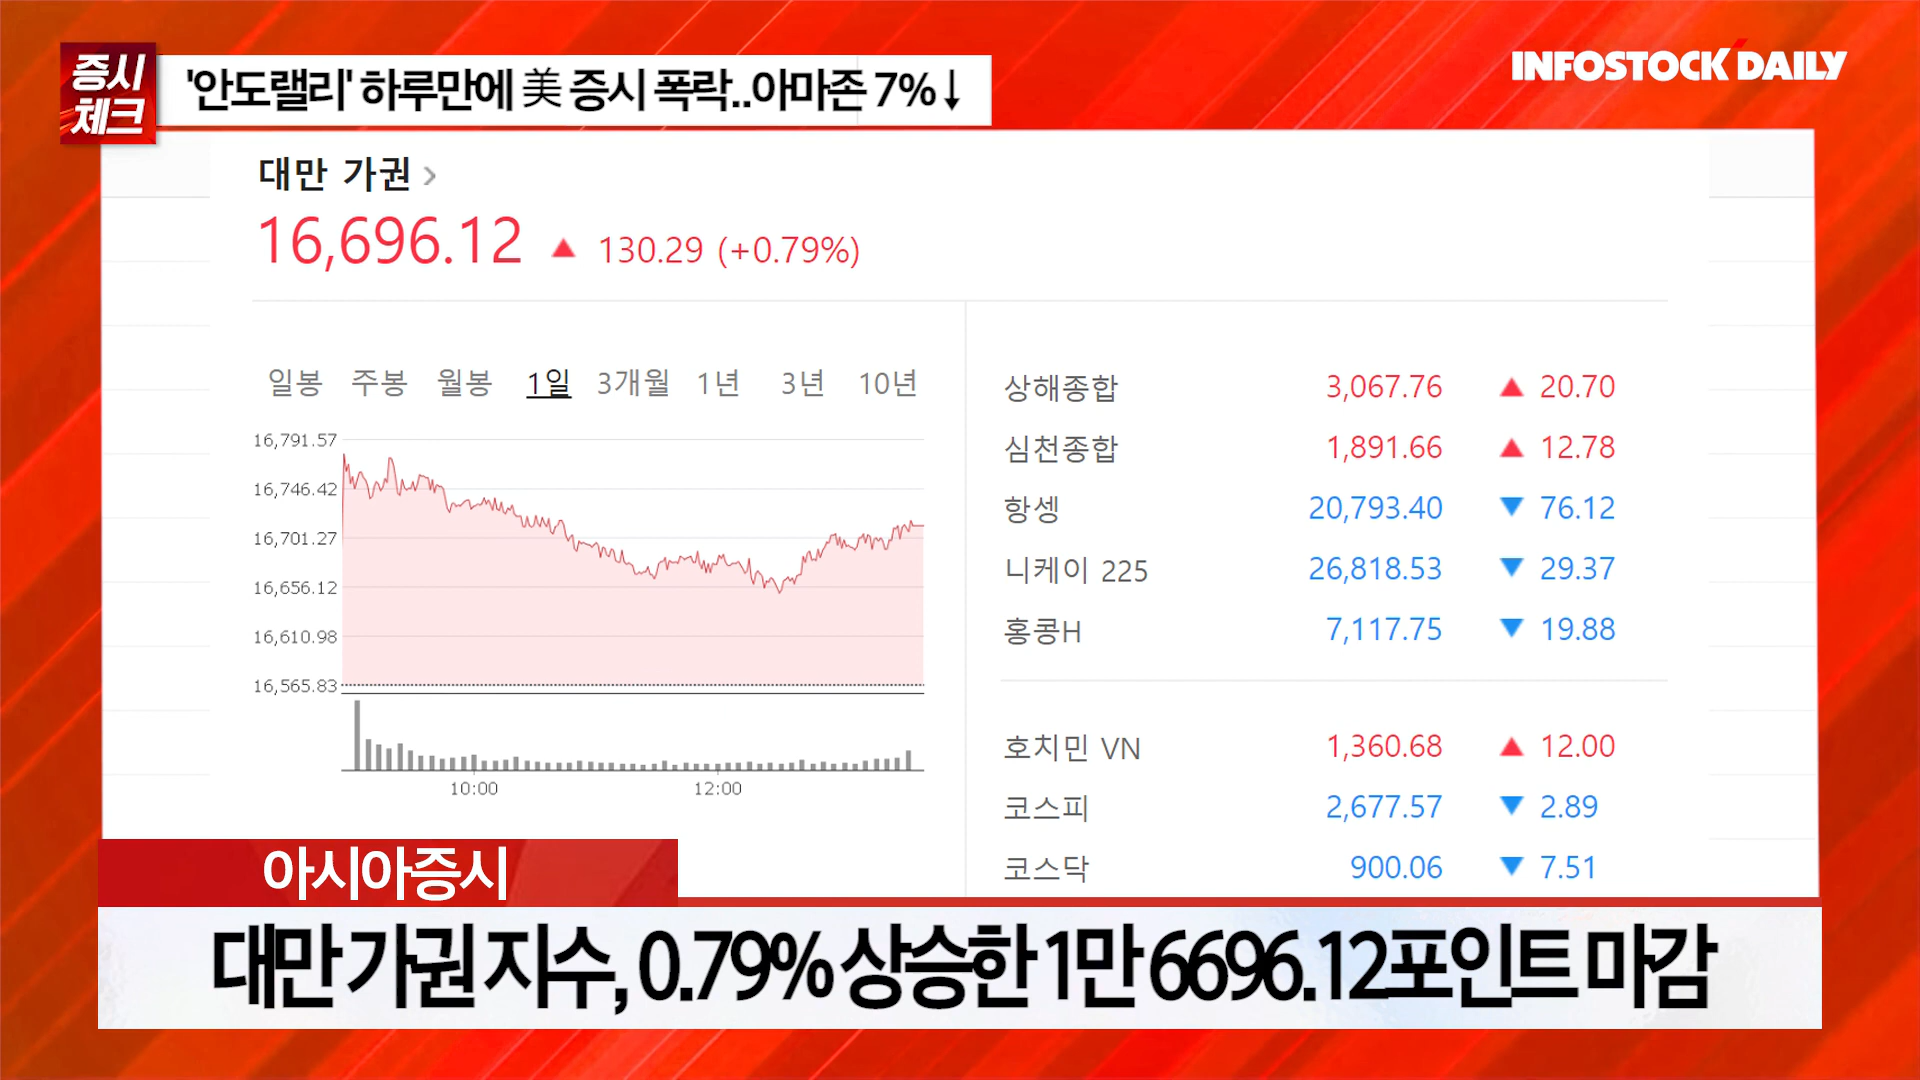 증시
체크
'안도랠리' 하루만에 美 증시 폭락..아마존 7%↓
INFOSTOCK DAILY
대만 가권 >
16,696.12 ▲ 130.29 (+0.79%)
일봉 주봉 월봉 1일 3개월 1년 3년 10년
16,791.57
16,746.42
16,701.27
16,656.12
16,610.98
16,565.83
10:00 12:00
상해종합 3,067.76 ▲ 20.70
심천종합 1,891.66 ▲ 12.78
항셍 20,793.40 ▼ 76.12
니케이 225 26,818.53 ▼ 29.37
홍콩H 7,117.75 ▼ 19.88
호치민 VN 1,360.68 ▲ 12.00
코스피 2,677.57 ▼ 2.89
코스닥 900.06 ▼ 7.51
아시아증시
대만 가권 지수, 0.79% 상승한 1만 6696.12포인트 마감